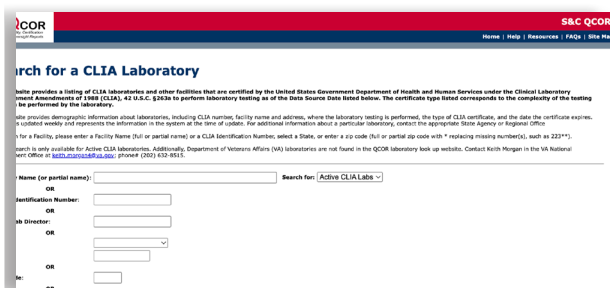 QCOR
S&C QCOR
Home | Help | Resources | FAQs | Site Ma
rch for a CLIA Laboratory
bsite provides a listing of CLIA laboratories and other facilities that are certified by the United States Government Department of Health and Human Services under the Clinical Laboratory
ement Amendments of 1988 (CLIA), 42 U.S.C. §263a to perform laboratory testing as of the Data Source Date listed below. The certificate type listed corresponds to the complexity of the testing
be performed by the laboratory.
site provides demographic information about laboratories, including CLIA number, facility name and address, where the laboratory testing is performed, the type of CLIA certificate, and the date the certificate expires.
s updated weekly and represents the information in the system at the time of update. For additional information about a particular laboratory, contact the appropriate State Agency or Regional Office
h for a Facility, please enter a Facility Name (full or partial name) or a CLIA Identification Number, select a State, or enter a zip code (full or partial zip code with * replacing missing number(s), such as 223**).
earch is only available for Active CLIA laboratories. Additionally, Department of Veterans Affairs (VA) laboratories are not found in the QCOR laboratory look up website. Contact Keith Morgan in the VA National
ment Office at keith.morgan4@va.gov; phone# (202) 632-8515.
Name (or partial name): Search for: Active CLIA Labs
OR
dentification Number:
OR
ab Director:
OR
OR
de:
OR